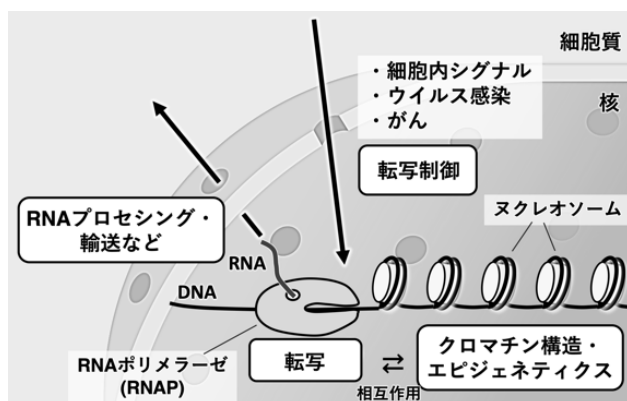 細胞質
・細胞内シグナル
・ウイルス感染
・がん
核
転写制御
RNAプロセシング・
輸送など
ヌクレオソーム
RNA
DNA
RNAポリメラーゼ
(RNAP)
転写
⇄
相互作用
クロマチン構造・
エピジェネティクス